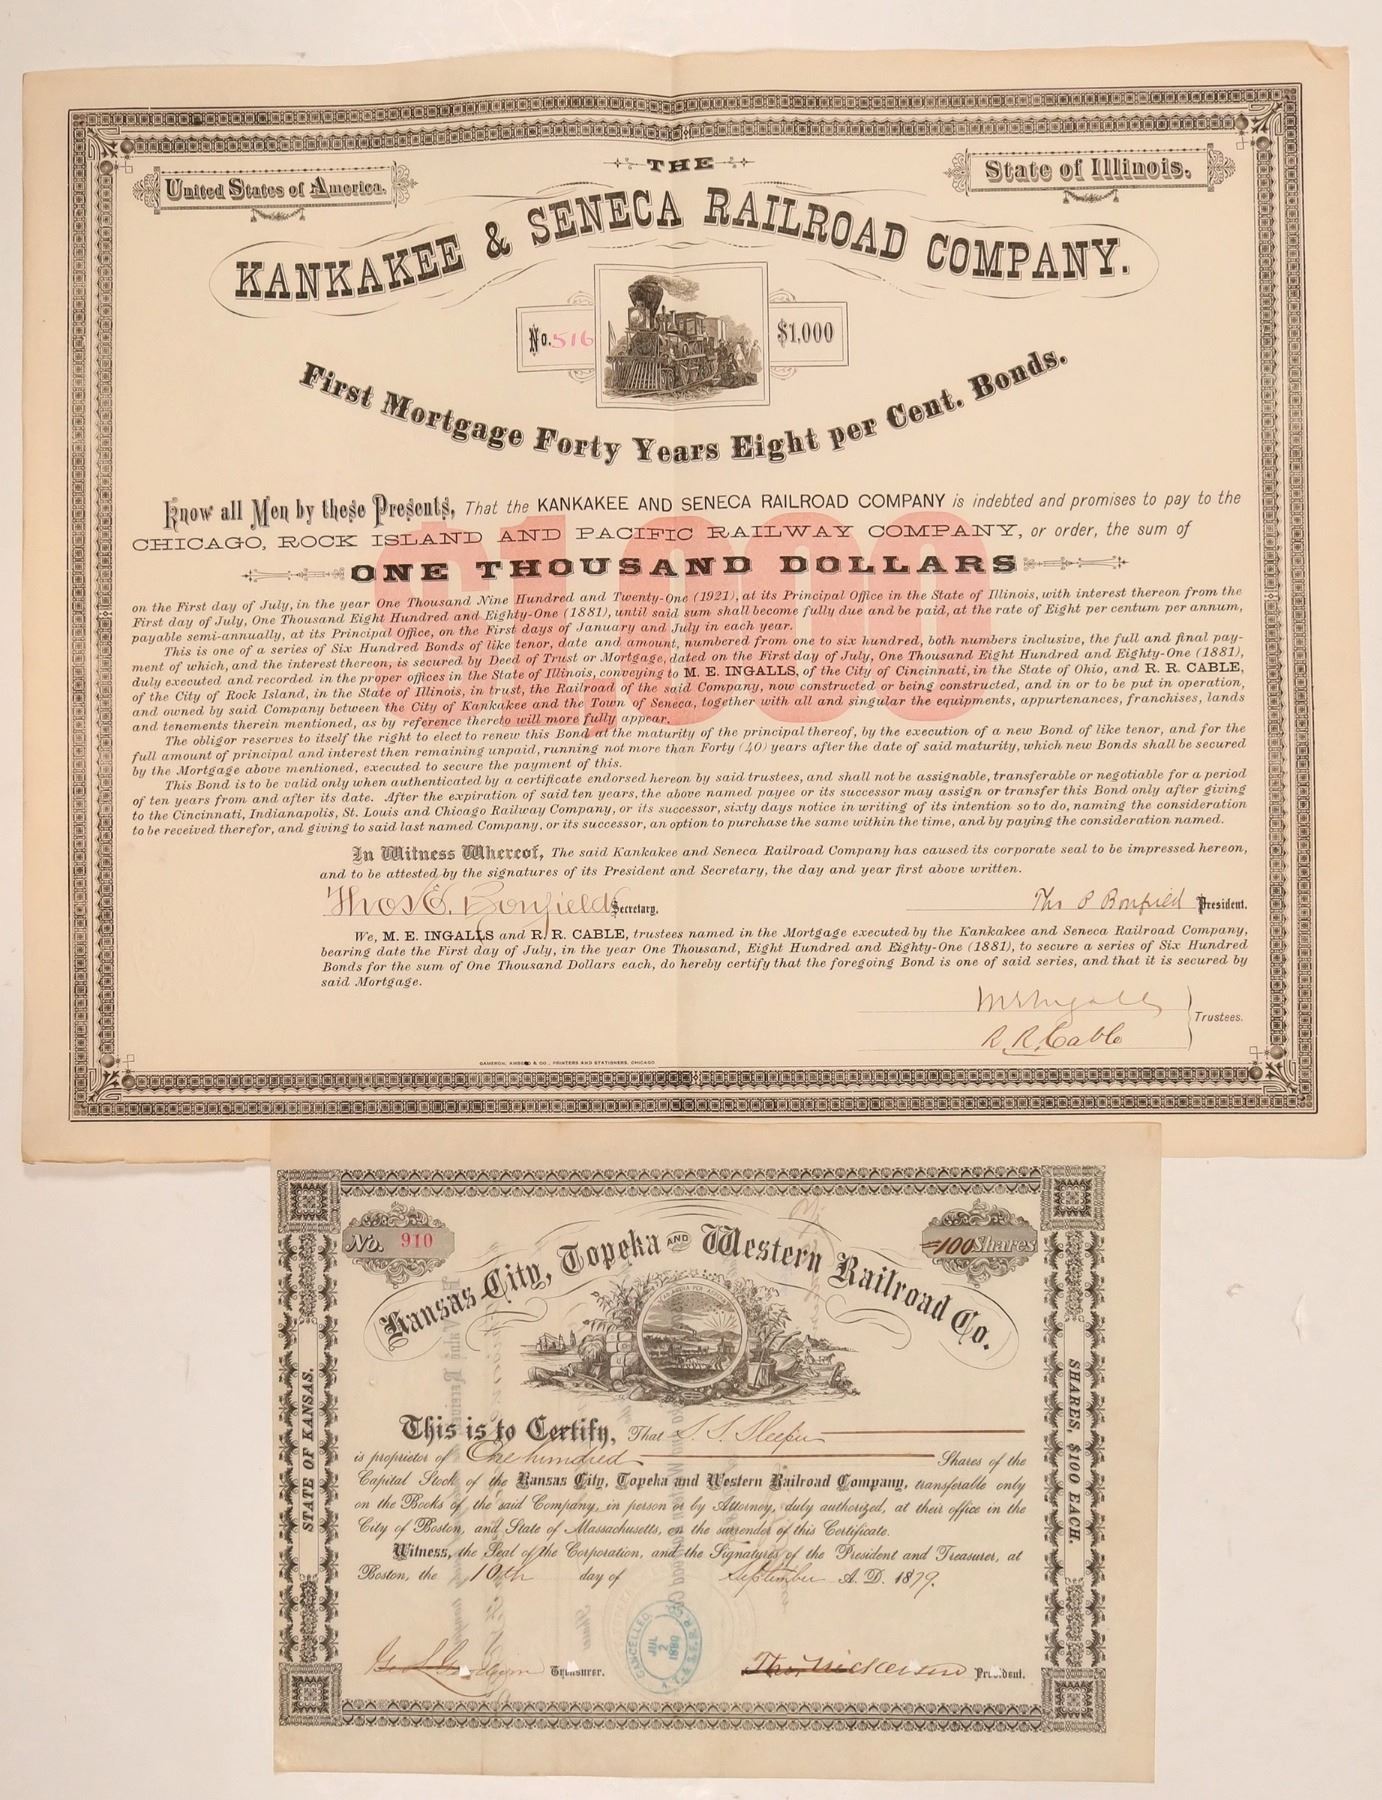 United States of America.
State of Illinois.
THE
KANKAKEE & SENECA RAILROAD COMPANY.
No. 516
$1,000
First Mortgage Forty Years Eight per Cent. Bonds.
$1,000
Know all Men by these Presents, That the KANKAKEE AND SENECA RAILROAD COMPANY is indebted and promises to pay to the
CHICAGO, ROCK ISLAND AND PACIFIC RAILWAY COMPANY, or order, the sum of
ONE THOUSAND DOLLARS
on the First day of July, in the year One Thousand Nine Hundred and Twenty-One (1921), at its Principal Office in the State of Illinois, with interest thereon from the
First day of July, One Thousand Eight Hundred and Eighty-One (1881), until said sum shall become fully due and be paid, at the rate of Eight per centum per annum,
payable semi-annually, at its Principal Office, on the First days of January and July in each year.
This is one of a series of Six Hundred Bonds of like tenor, date and amount, numbered from one to six hundred, both numbers inclusive, the full and final pay-
ment of which, and the interest thereon, is secured by Deed of Trust or Mortgage, dated on the First day of July, One Thousand Eight Hundred and Eighty-One (1881),
duly executed and recorded in the proper offices in the State of Illinois, conveying to M. E. INGALLS, of the City of Cincinnati, in the State of Ohio, and R. R. CABLE,
of the City of Rock Island, in the State of Illinois, in trust, the Railroad of the said Company, now constructed or being constructed, and in or to be put in operation,
and owned by said Company between the City of Kankakee and the Town of Seneca, together with all and singular the equipments, appurtenances, franchises, lands
and tenements therein mentioned, as by reference thereto will more fully appear.
The obligor reserves to itself the right to elect to renew this Bond at the maturity of the principal thereof, by the execution of a new Bond of like tenor, and for the
full amount of principal and interest then remaining unpaid, running not more than Forty (40) years after the date of said maturity, which new Bonds shall be secured
by the Mortgage above mentioned, executed to secure the payment of this.
This Bond is to be valid only when authenticated by a certificate endorsed hereon by said trustees, and shall not be assignable, transferable or negotiable for a period
of ten years from and after its date. After the expiration of said ten years, the above named payee or its successor may assign or transfer this Bond only after giving
to the Cincinnati, Indianapolis, St. Louis and Chicago Railway Company, or its successor, sixty days notice in writing of its intention so to do, naming the consideration
to be received therefor, and giving to said last named Company, or its successor, an option to purchase the same within the time, and by paying the consideration named.
In Witness Whereof, The said Kankakee and Seneca Railroad Company has caused its corporate seal to be impressed hereon,
and to be attested by the signatures of its President and Secretary, the day and year first above written.
Thos E. Bonfield Secretary. Tho P Bonfield President.
We, M. E. INGALLS and R. R. CABLE, trustees named in the Mortgage executed by the Kankakee and Seneca Railroad Company,
bearing date the First day of July, in the year One Thousand, Eight Hundred and Eighty-One (1881), to secure a series of Six Hundred
Bonds for the sum of One Thousand Dollars each, do hereby certify that the foregoing Bond is one of said series, and that it is secured by
said Mortgage.
M E Ingalls
R. R. Cable
Trustees.
CAMERON, AMBERG & CO., PRINTERS AND STATIONERS, CHICAGO
No. 910
100 Shares
Kansas City, Topeka AND Western Railroad Co.
STATE OF KANSAS.
SHARES, $100 EACH.
This is to Certify, That S. S. Sleeper
is proprietor of One hundred Shares of the
Capital Stock of the Kansas City, Topeka and Western Railroad Company, transferable only
on the Books of the said Company, in person or by Attorney, duly authorized, at their office in the
City of Boston, and State of Massachusetts, on the surrender of this Certificate.
Witness, the Seal of the Corporation, and the Signatures of the President and Treasurer, at
Boston, the 10th day of September A. D. 1879.
CANCELLED
JUL 2 1880
A. T. & S. F. R. R.
Treasurer.
Tho. Nickerson President.